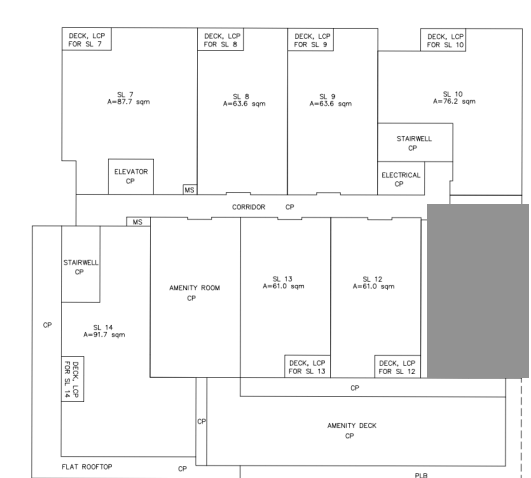 DECK, LCP
FOR SL 7
DECK, LCP
FOR SL 8
DECK, LCP
FOR SL 9
DECK, LCP
FOR SL 10
SL 7
A=87.7 sqm
SL 8
A=63.6 sqm
SL 9
A=63.6 sqm
SL 10
A=76.2 sqm
STAIRWELL
CP
ELEVATOR
CP
ELECTRICAL
CP
MS
CORRIDOR CP
MS
STAIRWELL
CP
AMENITY ROOM
CP
SL 13
A=61.0 sqm
SL 12
A=61.0 sqm
CP
SL 14
A=91.7 sqm
DECK, LCP
FOR SL 14
DECK, LCP
FOR SL 13
DECK, LCP
FOR SL 12
CP
CP
AMENITY DECK
CP
FLAT ROOFTOP CP
PLB